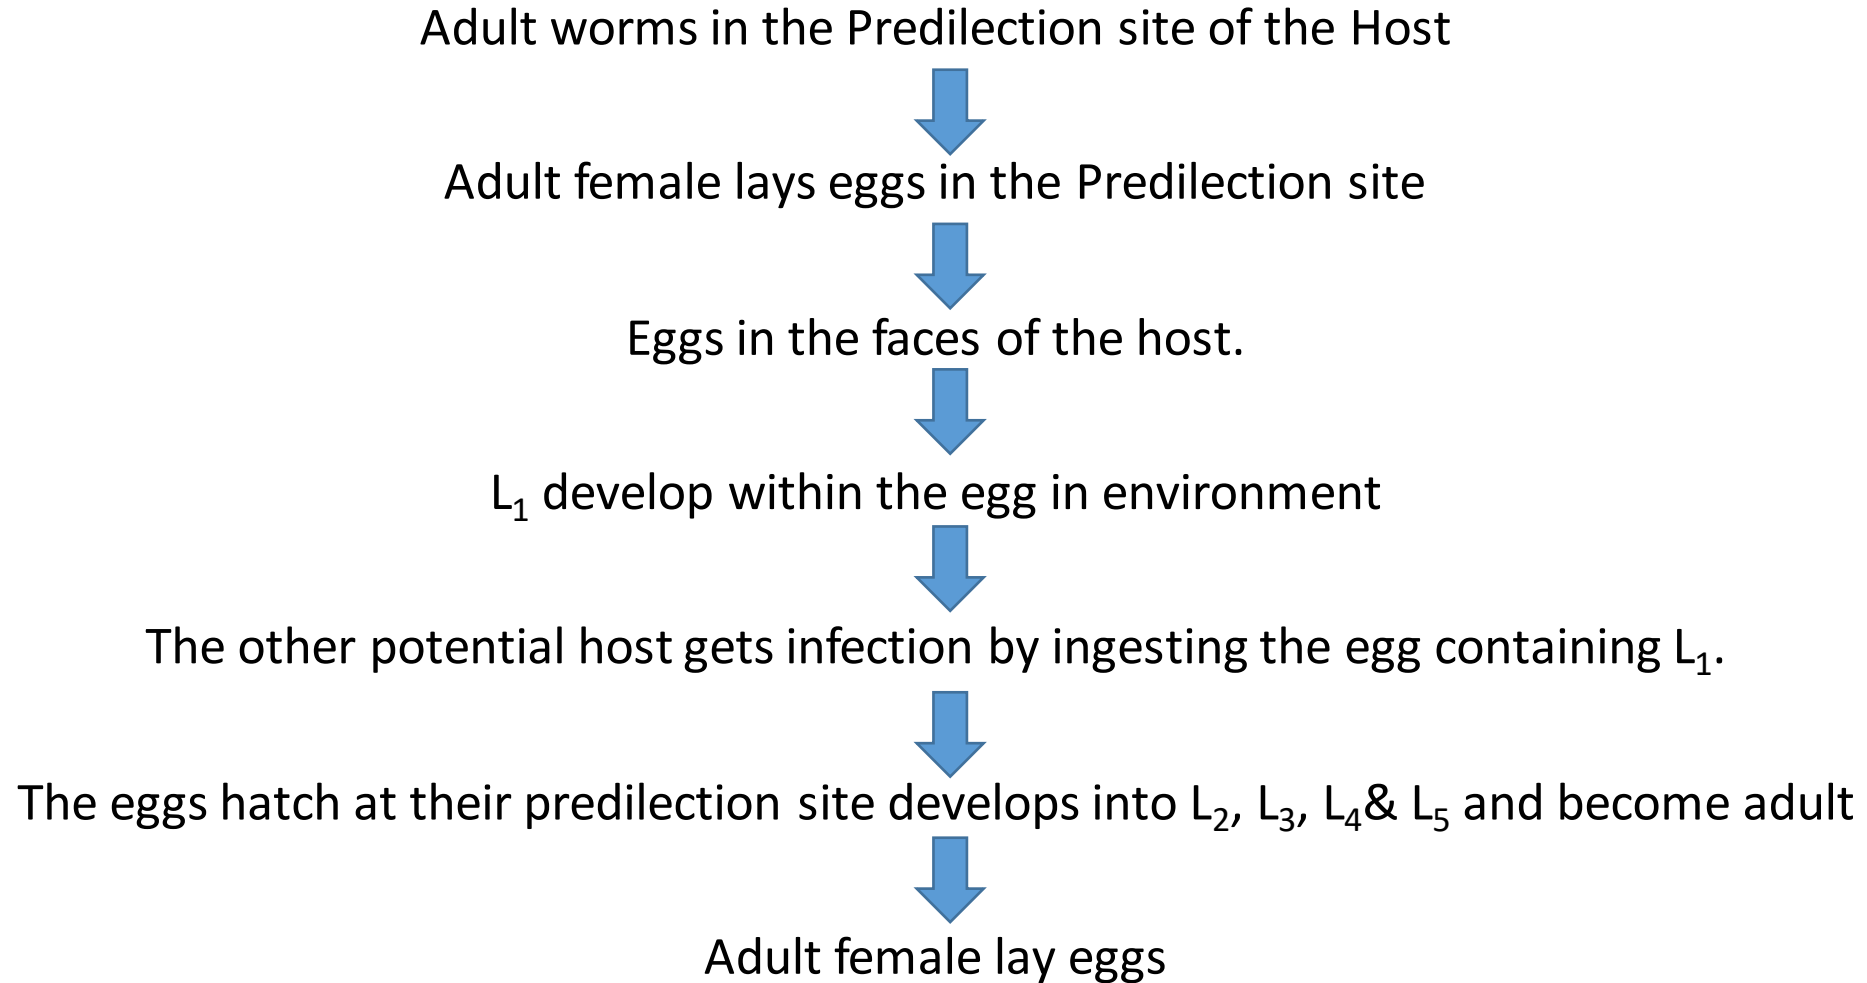 Adult worms in the Predilection site of the Host
Adult female lays eggs in the Predilection site
Eggs in the faces of the host.
L₁ develop within the egg in environment
The other potential host gets infection by ingesting the egg containing L₁.
The eggs hatch at their predilection site develops into L₂, L₃, L₄& L₅ and become adult
Adult female lay eggs